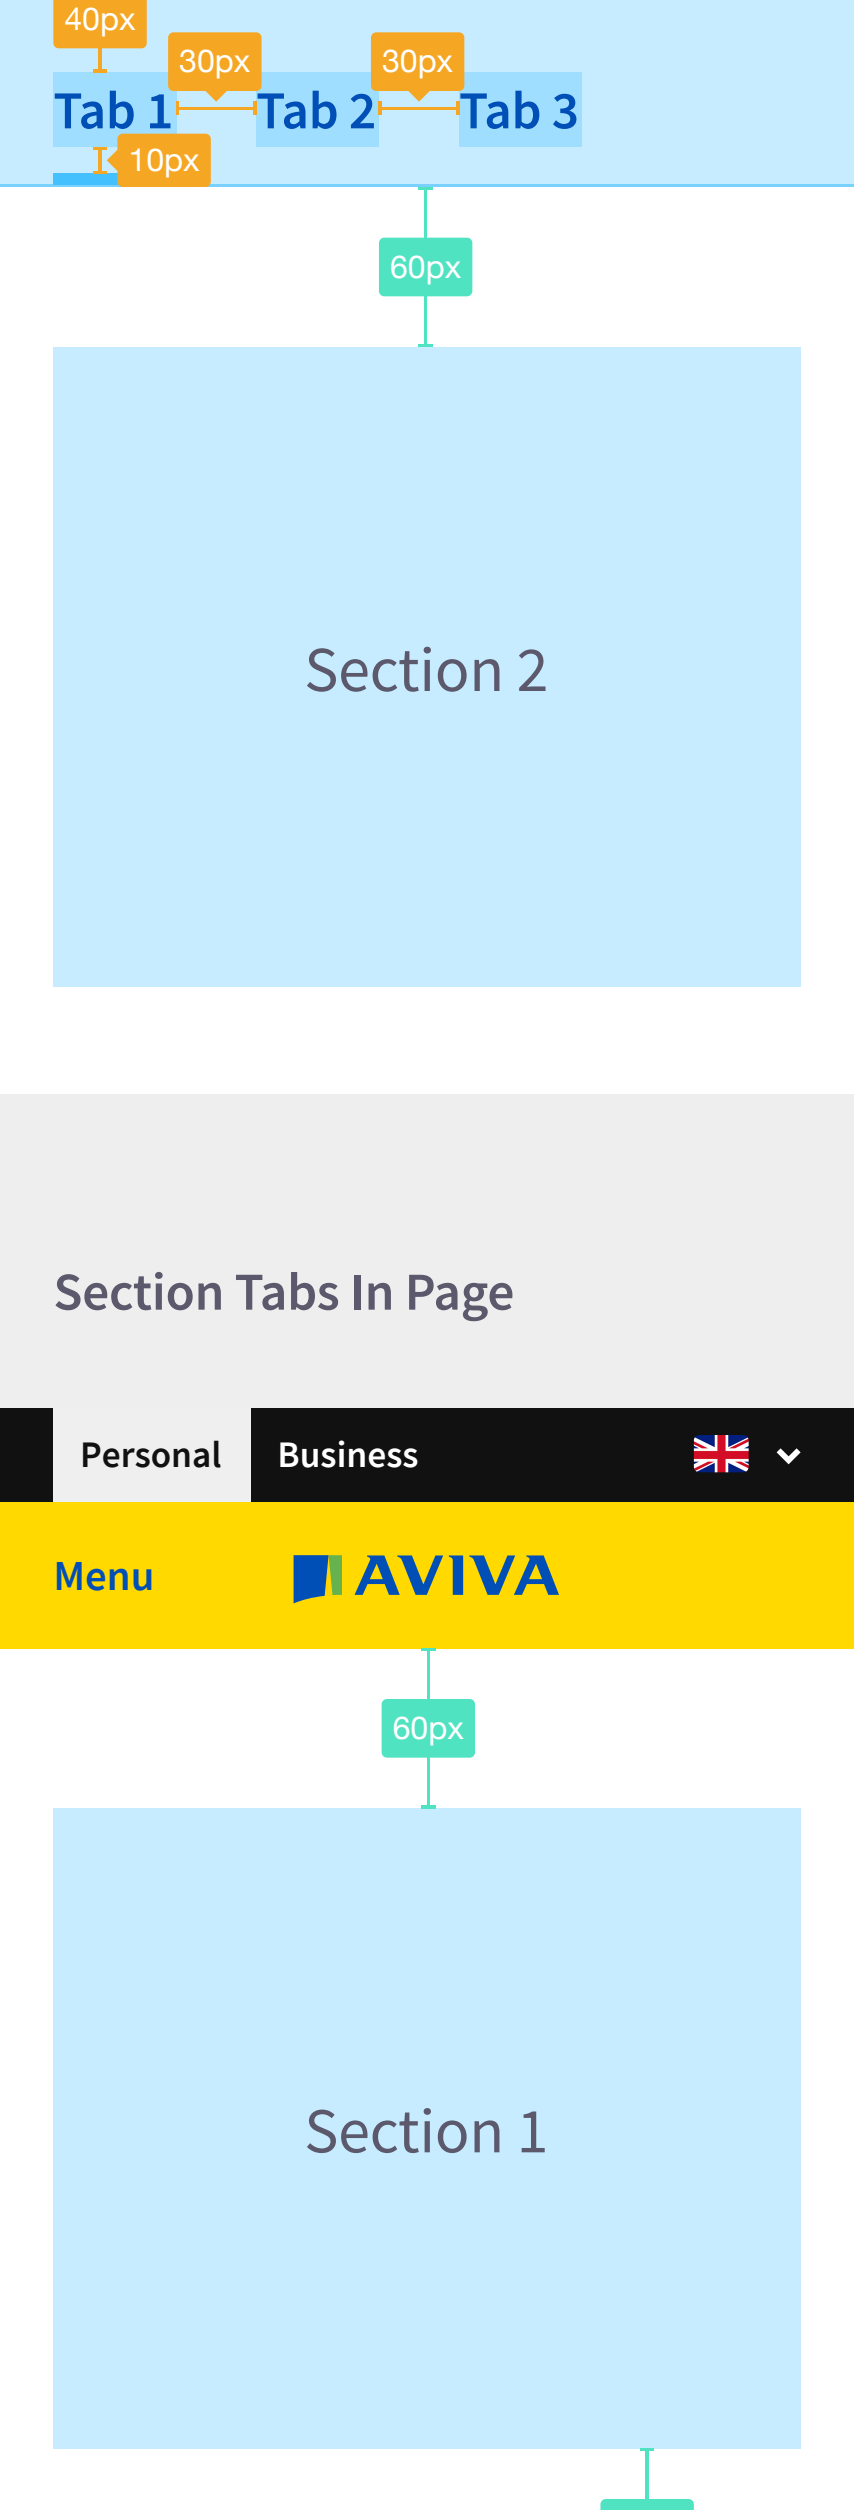 40px
30px 30px
Tab 1 Tab 2 Tab 3
10px
60px
Section 2
Section Tabs In Page
Personal Business
Menu AVIVA
60px
Section 1